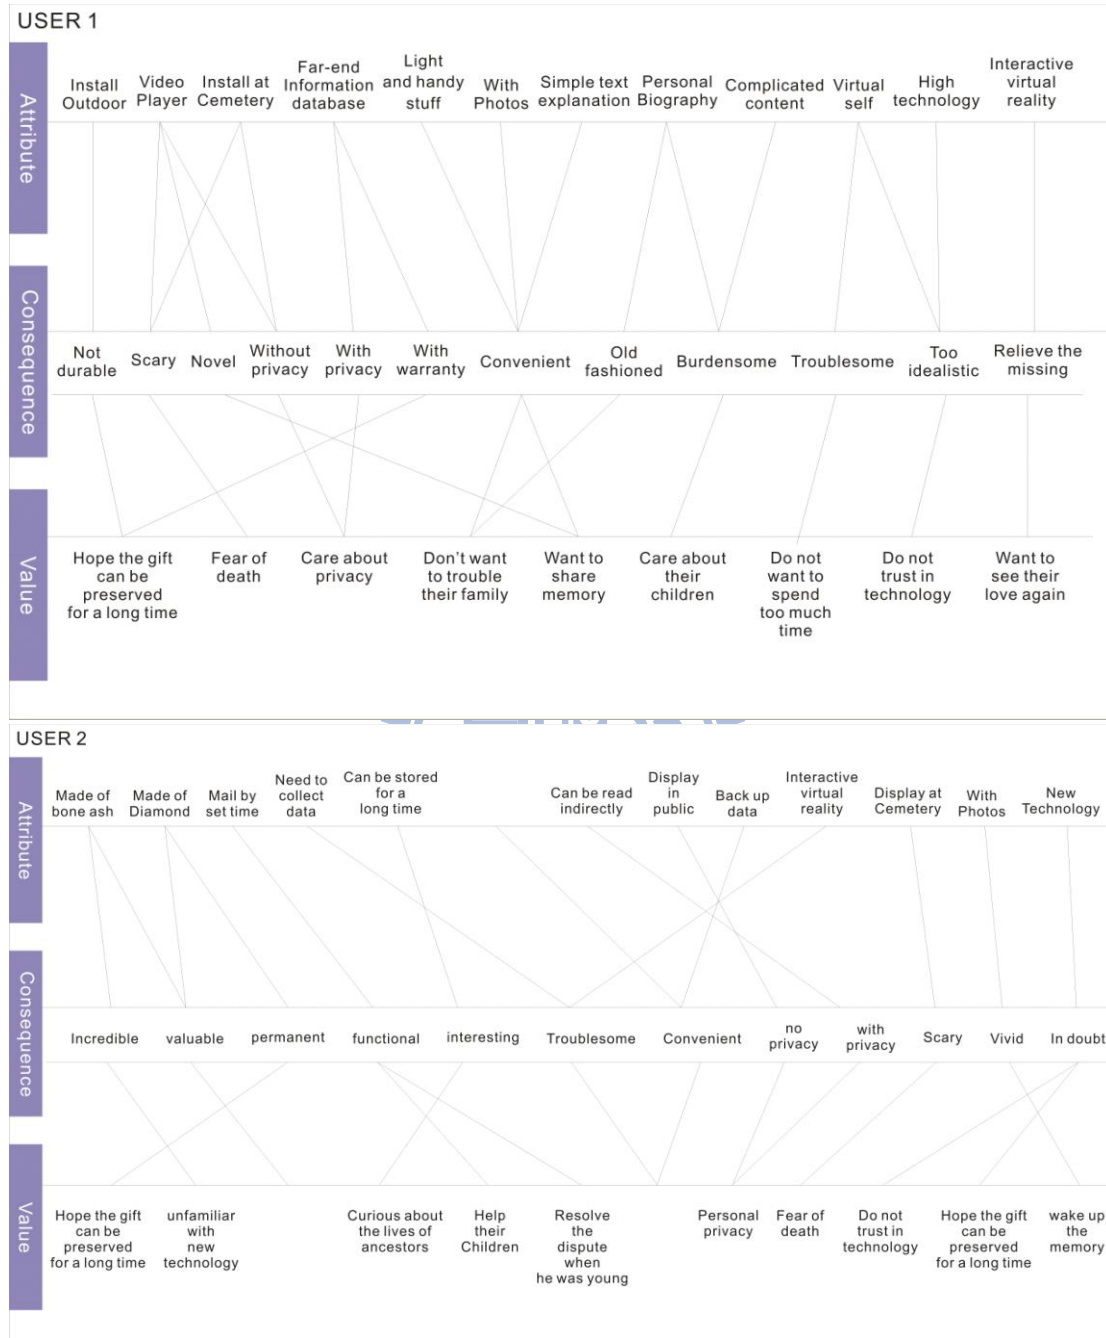 USER 1
Attribute
Install
Outdoor
Video
Player
Install at
Cemetery
Far-end
Information
database
Light
and handy
stuff
With
Photos
Simple text
explanation
Personal
Biography
Complicated
content
Virtual
self
High
technology
Interactive
virtual
reality
Consequence
Not
durable
Scary
Novel
Without
privacy
With
privacy
With
warranty
Convenient
Old
fashioned
Burdensome
Troublesome
Too
idealistic
Relieve the
missing
Value
Hope the gift
can be
preserved
for a long time
Fear of
death
Care about
privacy
Don't want
to trouble
their family
Want to
share
memory
Care about
their
children
Do not
want to
spend
too much
time
Do not
trust in
technology
Want to
see their
love again
USER 2
Attribute
Made of
bone ash
Made of
Diamond
Mail by
set time
Need to
collect
data
Can be stored
for a
long time
Can be read
indirectly
Display
in
public
Back up
data
Interactive
virtual
reality
Display at
Cemetery
With
Photos
New
Technology
Consequence
Incredible
valuable
permanent
functional
interesting
Troublesome
Convenient
no
privacy
with
privacy
Scary
Vivid
In doubt
Value
Hope the gift
can be
preserved
for a long time
unfamiliar
with
new
technology
Curious about
the lives of
ancestors
Help
their
Children
Resolve
the
dispute
when
he was young
Personal
privacy
Fear of
death
Do not
trust in
technology
Hope the gift
can be
preserved
for a long time
wake up
the
memory